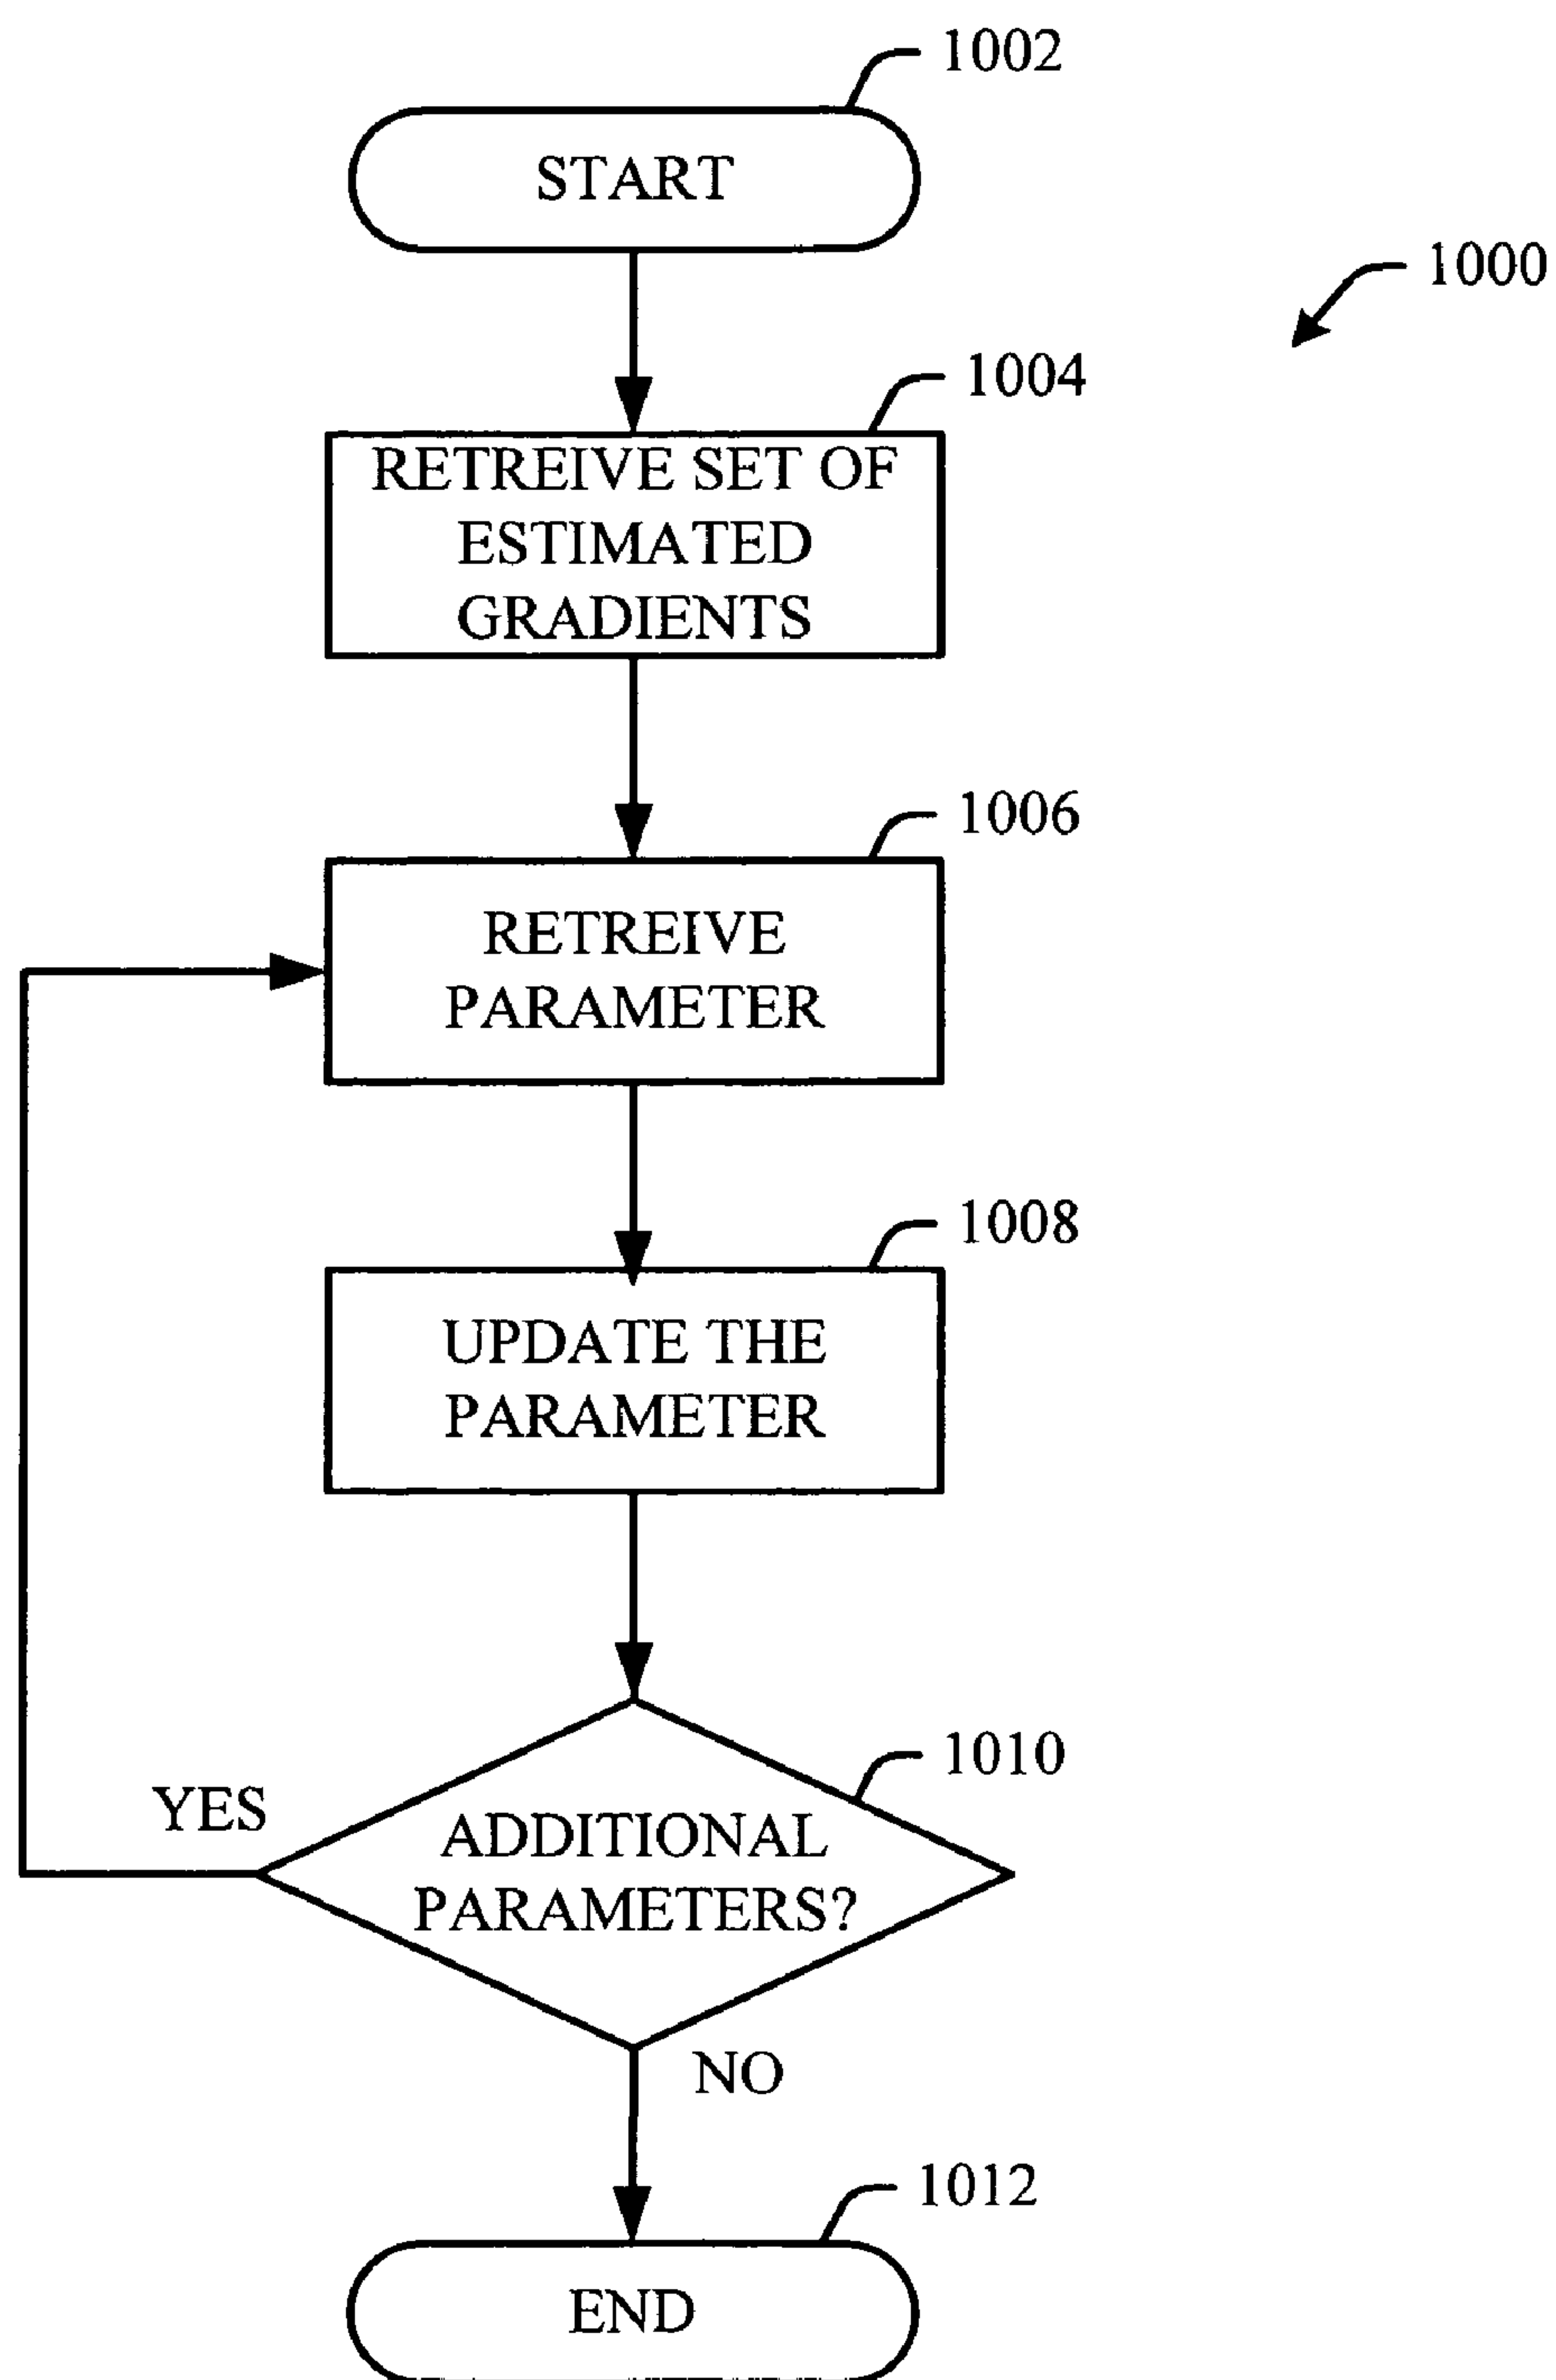 1002
START
1000
1004
RETREIVE SET OF
ESTIMATED
GRADIENTS
1006
RETREIVE
PARAMETER
1008
UPDATE THE
PARAMETER
1010
YES
ADDITIONAL
PARAMETERS?
NO
1012
END